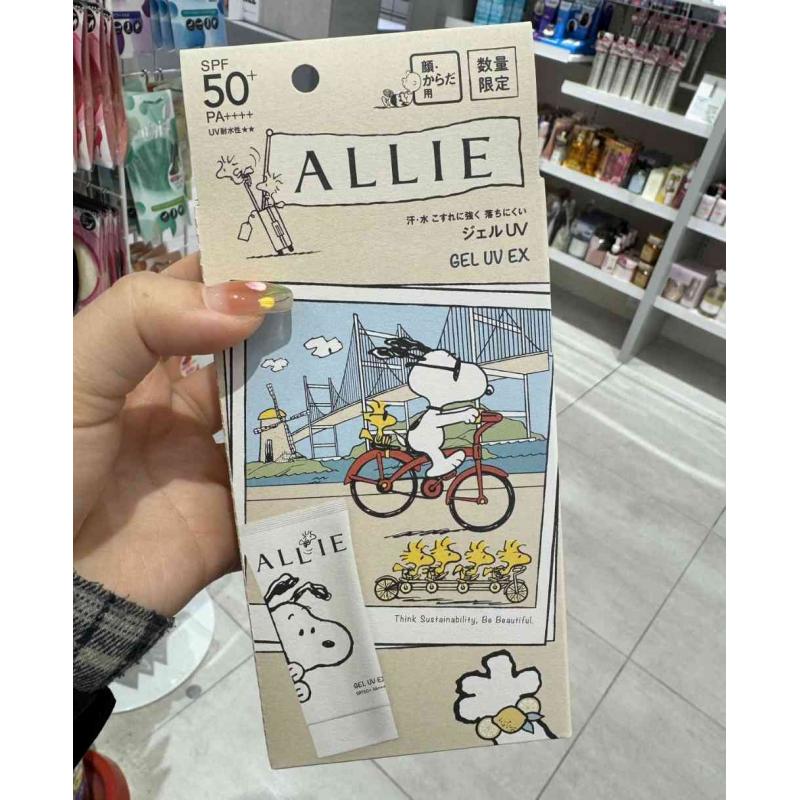 SPF
50+
PA++++
UV耐水性★★
顔・
からだ
用
数量
限定
ALLIE
汗・水 こすれに強く 落ちにくい
ジェルUV
GEL UV EX
ALLIE
GEL UV EX
Think Sustainability, Be Beautiful.